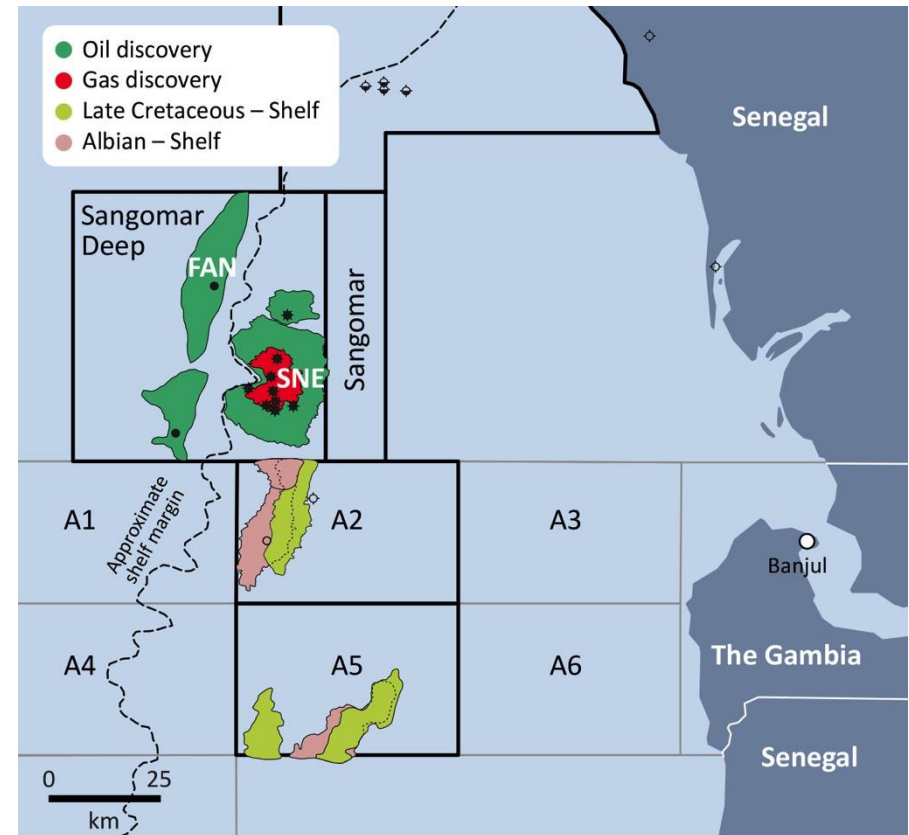 Oil discovery
Gas discovery
Late Cretaceous – Shelf
Albian – Shelf
Senegal
Sangomar
Deep
FAN
SNE
Sangomar
A1
Approximate
shelf margin
A2
A3
Banjul
A4
A5
A6
The Gambia
Senegal
0 25
km